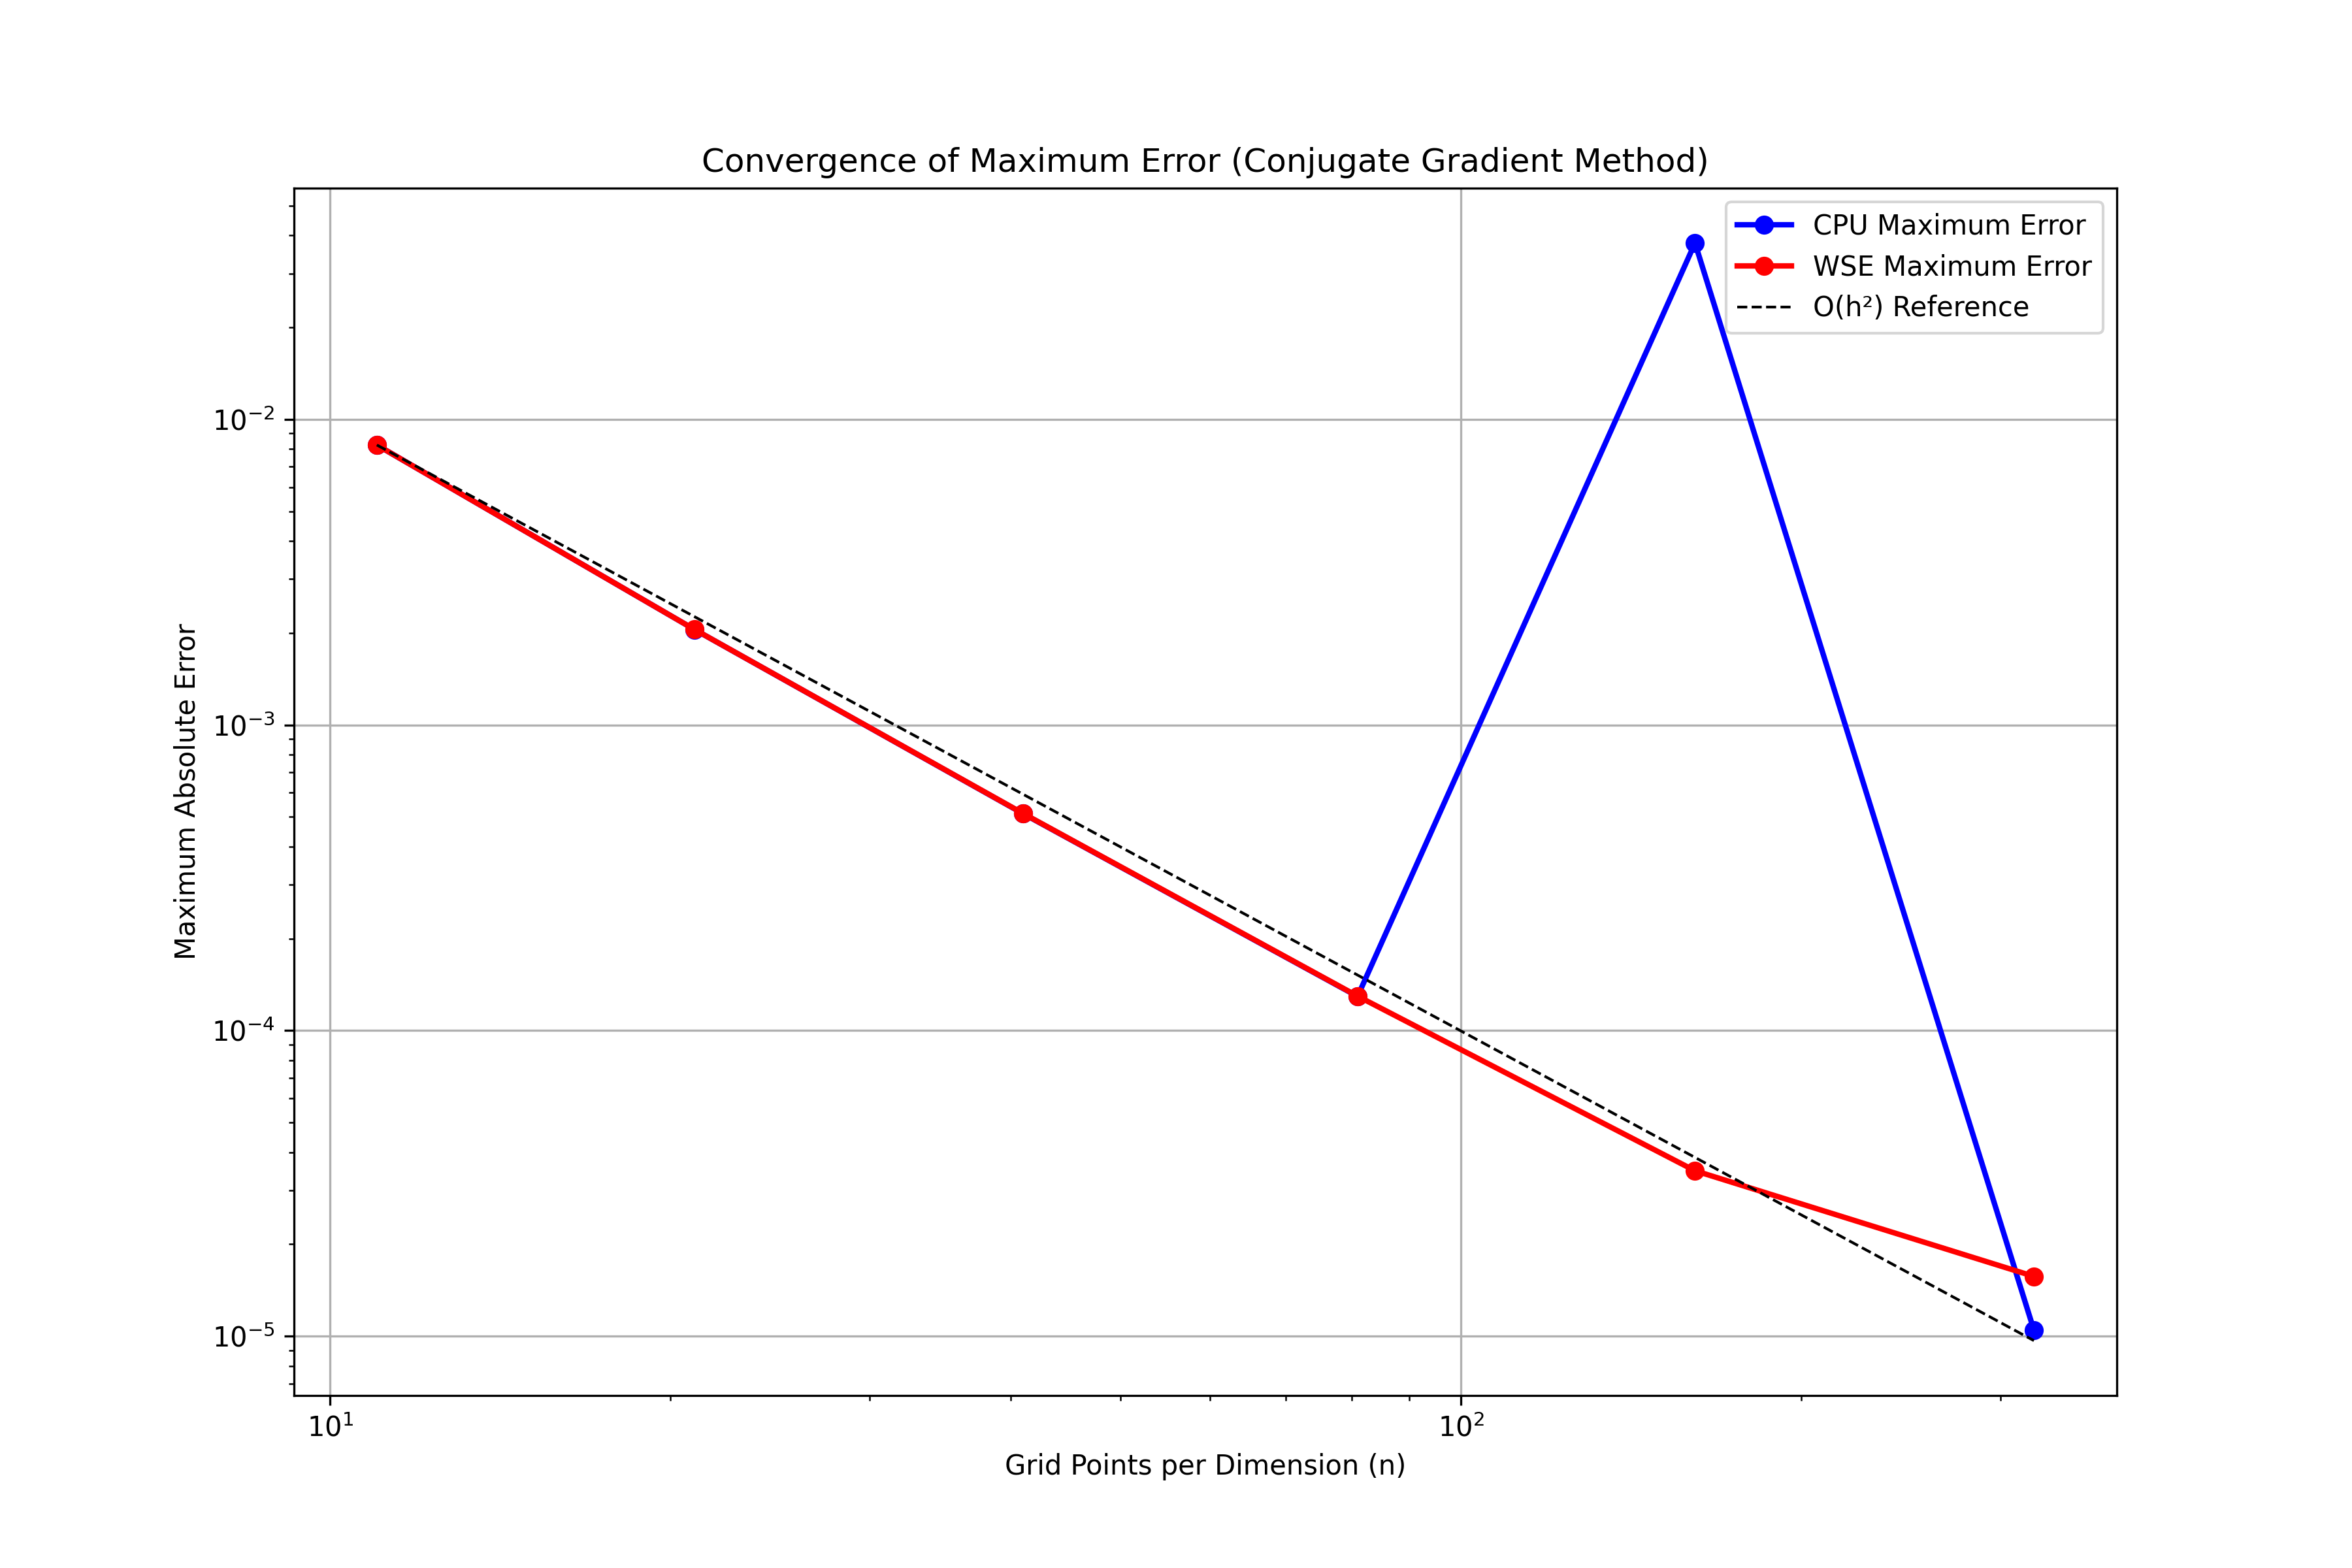 Convergence of Maximum Error (Conjugate Gradient Method)
CPU Maximum Error
WSE Maximum Error
O(h²) Reference
Maximum Absolute Error
10⁻²
10⁻³
10⁻⁴
10⁻⁵
10¹
10²
Grid Points per Dimension (n)